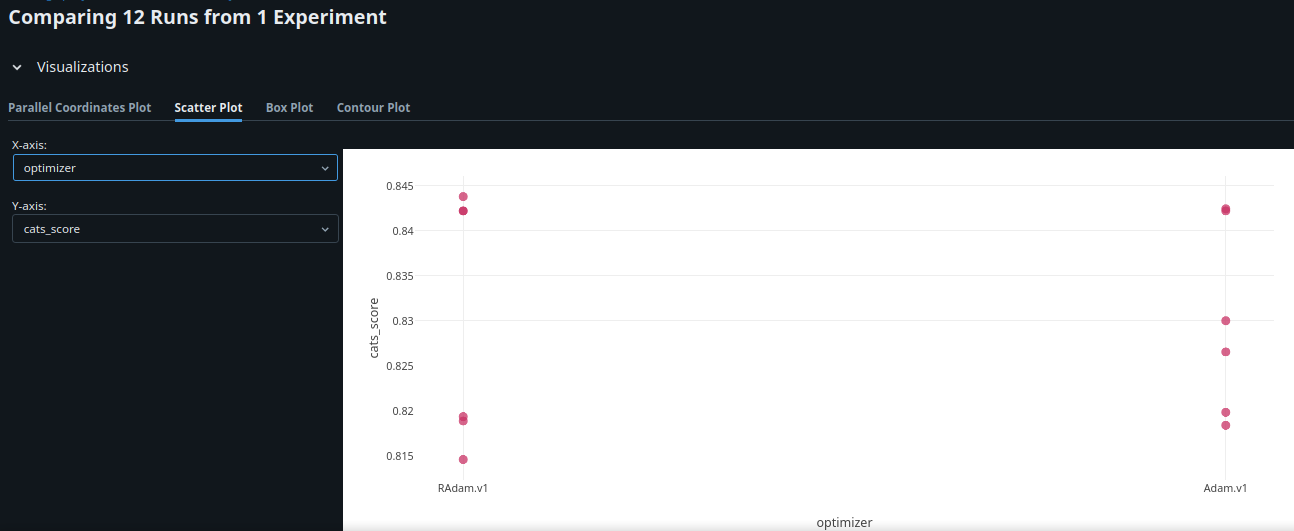 Comparing 12 Runs from 1 Experiment
Visualizations
Parallel Coordinates Plot Scatter Plot Box Plot Contour Plot
X-axis:
optimizer
Y-axis:
cats_score
0.845
0.84
0.835
0.83
0.825
0.82
0.815
cats_score
RAdam.v1 Adam.v1
optimizer